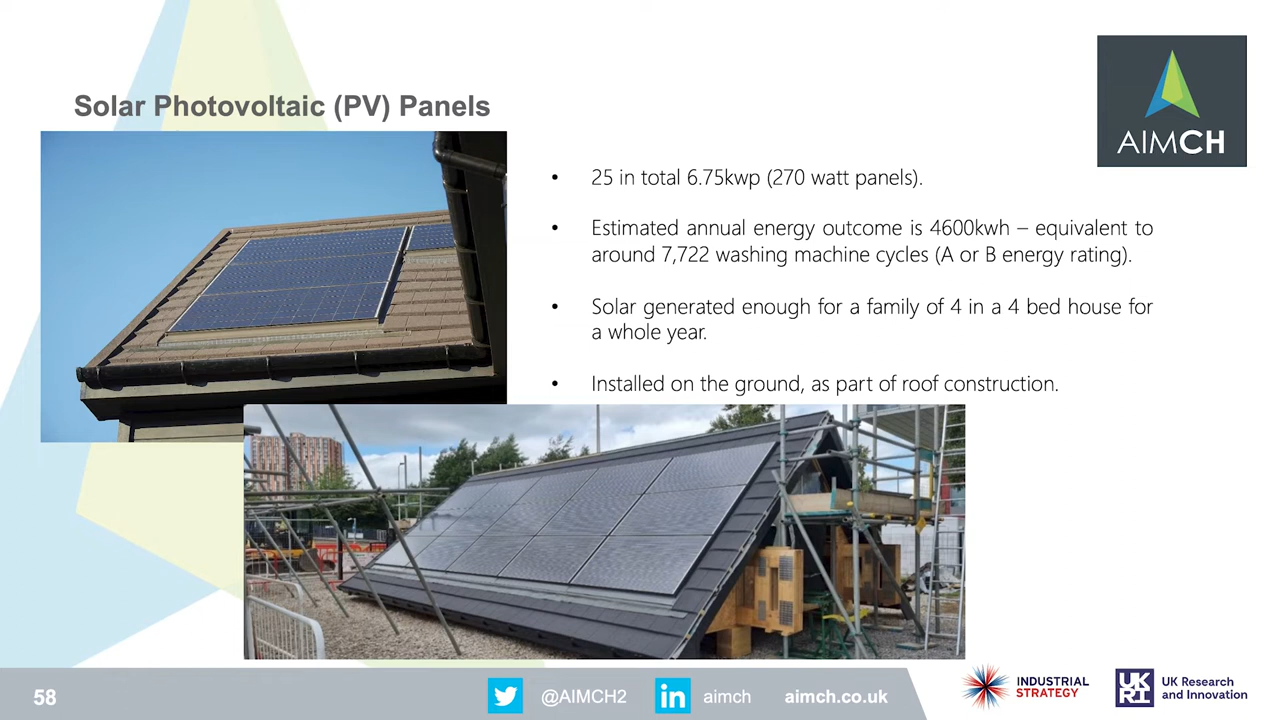 Solar Photovoltaic (PV) Panels
AIMCH
• 25 in total 6.75kwp (270 watt panels).
• Estimated annual energy outcome is 4600kwh – equivalent to
around 7,722 washing machine cycles (A or B energy rating).
• Solar generated enough for a family of 4 in a 4 bed house for
a whole year.
• Installed on the ground, as part of roof construction.
58
@AIMCH2
aimch
aimch.co.uk
INDUSTRIAL
STRATEGY
UK
RI
UK Research
and Innovation